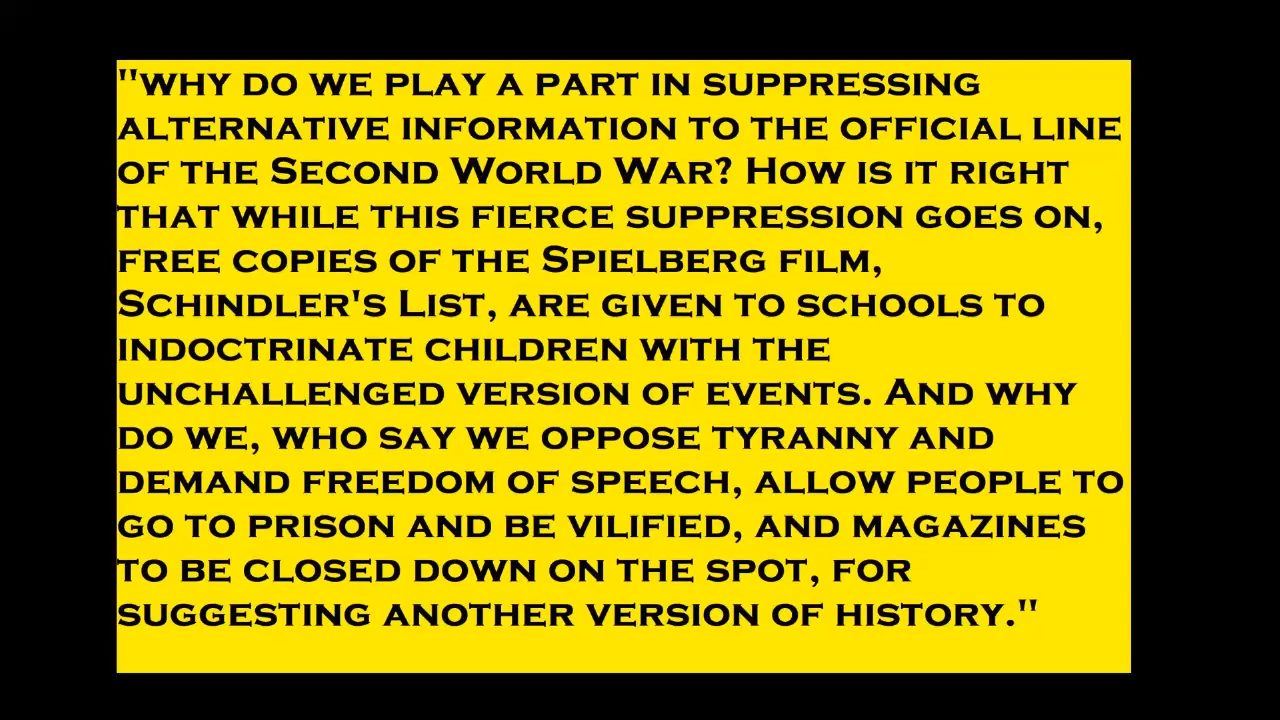 "WHY DO WE PLAY A PART IN SUPPRESSING
ALTERNATIVE INFORMATION TO THE OFFICIAL LINE
OF THE SECOND WORLD WAR? HOW IS IT RIGHT
THAT WHILE THIS FIERCE SUPPRESSION GOES ON,
FREE COPIES OF THE SPIELBERG FILM,
SCHINDLER'S LIST, ARE GIVEN TO SCHOOLS TO
INDOCTRINATE CHILDREN WITH THE
UNCHALLENGED VERSION OF EVENTS. AND WHY
DO WE, WHO SAY WE OPPOSE TYRANNY AND
DEMAND FREEDOM OF SPEECH, ALLOW PEOPLE TO
GO TO PRISON AND BE VILIFIED, AND MAGAZINES
TO BE CLOSED DOWN ON THE SPOT, FOR
SUGGESTING ANOTHER VERSION OF HISTORY."